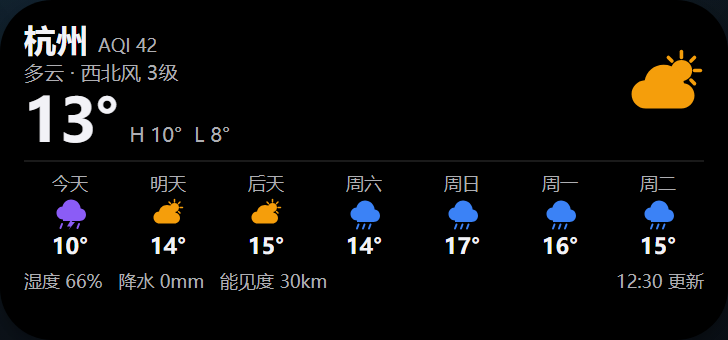 杭州 AQI 42
多云 · 西北风 3级
13° H 10° L 8°
今天 明天 后天 周六 周日 周一 周二
10° 14° 15° 14° 17° 16° 15°
湿度 66% 降水 0mm 能见度 30km 12:30 更新